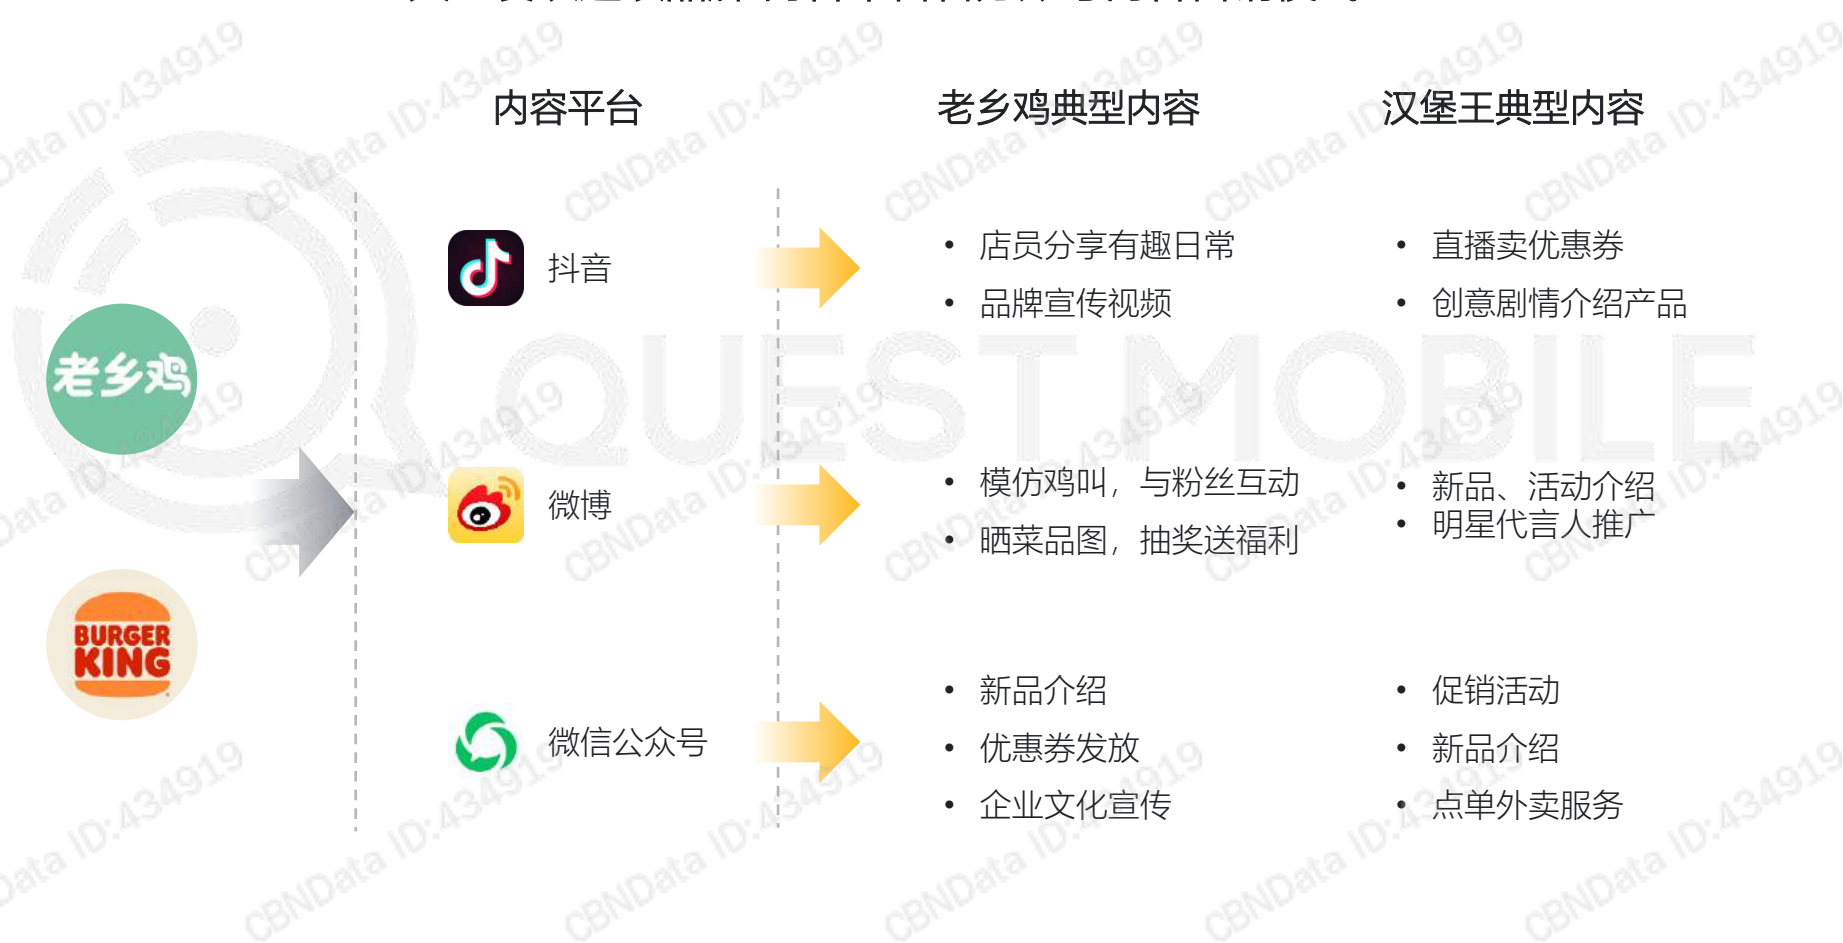 内容平台
老乡鸡典型内容
汉堡王典型内容
抖音
• 店员分享有趣日常
• 品牌宣传视频
• 直播卖优惠券
• 创意剧情介绍产品
老乡鸡
QUEST MOBILE
微博
• 模仿鸡叫，与粉丝互动
• 晒菜品图，抽奖送福利
• 新品、活动介绍
• 明星代言人推广
BURGER
KING
微信公众号
• 新品介绍
• 优惠券发放
• 企业文化宣传
• 促销活动
• 新品介绍
• 点单外卖服务
CBNData ID:434919